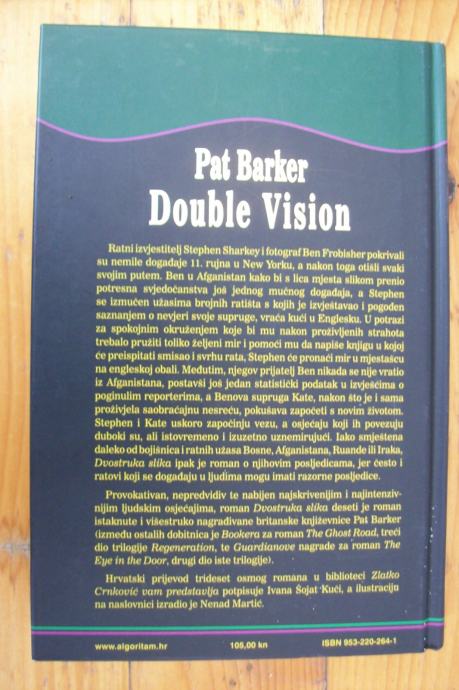 Pat Barker
Double Vision
Ratni izvjestitelj Stephen Sharkey i fotograf Ben Frobisher pokrivali
su nemile događaje 11. rujna u New Yorku, a nakon toga otišli svaki
svojim putem. Ben u Afganistan kako bi s lica mjesta slikom prenio
potresna svjedočanstva još jednog mučnog događaja, a Stephen
se izmučen užasima brojnih ratišta s kojih je izvještavao i pogođen
saznanjem o nevjeri svoje supruge, vraća kući u Englesku. U potrazi
za spokojnim okruženjem koje bi mu nakon proživljenih strahota
trebalo pružiti toliko željeni mir i pomoći mu da napiše knjigu u kojoj
će preispitati smisao i svrhu rata, Stephen će pronaći mir u mjestašcu
na engleskoj obali. Međutim, njegov prijatelj Ben nikada se nije vratio
iz Afganistana, postavši još jedan statistički podatak u izvješćima o
poginulim reporterima, a Benova supruga Kate, nakon što je i sama
proživjela saobraćajnu nesreću, pokušava započeti s novim životom.
Stephen i Kate uskoro započinju vezu, a osjećaju koji ih povezuju
duboki su, ali istovremeno i izuzetno uznemirujući. Iako smještena
daleko od bojišnica i ratnih užasa Bosne, Afganistana, Ruande ili Iraka,
Dvostruka slika ipak je roman o njihovim posljedicama, jer često i
ratovi koji se događaju u ljudima mogu imati razorne posljedice.
Provokativan, nepredvidiv te nabijen najskrivenijim i najintenziv-
nijim ljudskim osjećajima, roman Dvostruka slika deseti je roman
istaknute i višestruko nagrađivane britanske književnice Pat Barker
(između ostalih dobitnica je Bookera za roman The Ghost Road, treći
dio trilogije Regeneration, te Guardianove nagrade za roman The
Eye in the Door, drugi dio iste trilogije).
Hrvatski prijevod trideset osmog romana u biblioteci Zlatko
Crnković vam predstavlja potpisuje Ivana Šojat Kuči, a ilustraciju
na naslovnici izradio je Nenad Martić.
www.algoritam.hr 105,00 kn ISBN 953-220-264-1